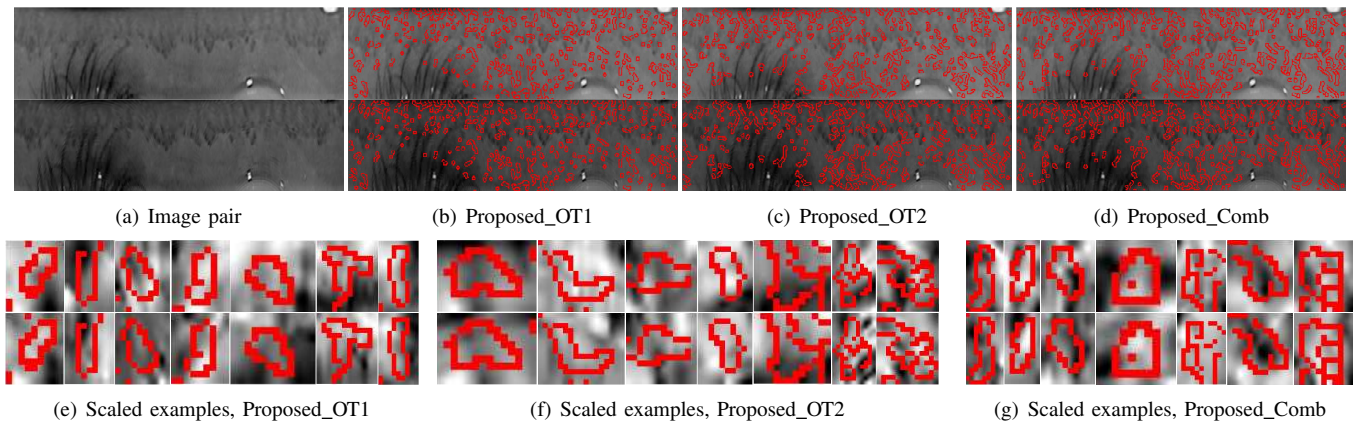 (a) Image pair
(b) Proposed_OT1
(c) Proposed_OT2
(d) Proposed_Comb
(e) Scaled examples, Proposed_OT1
(f) Scaled examples, Proposed_OT2
(g) Scaled examples, Proposed_Comb